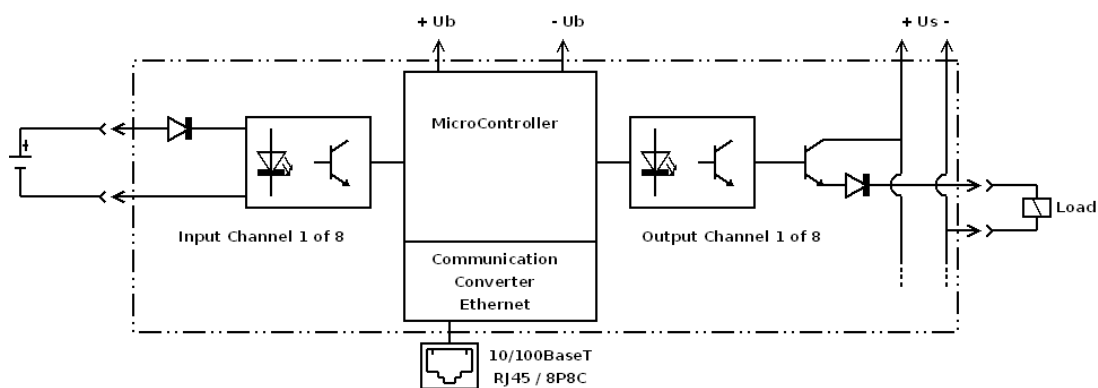 + Ub
- Ub
+ Us -
MicroController
+
Load
Input Channel 1 of 8
Output Channel 1 of 8
Communication
Converter
Ethernet
10/100BaseT
RJ45 / 8P8C